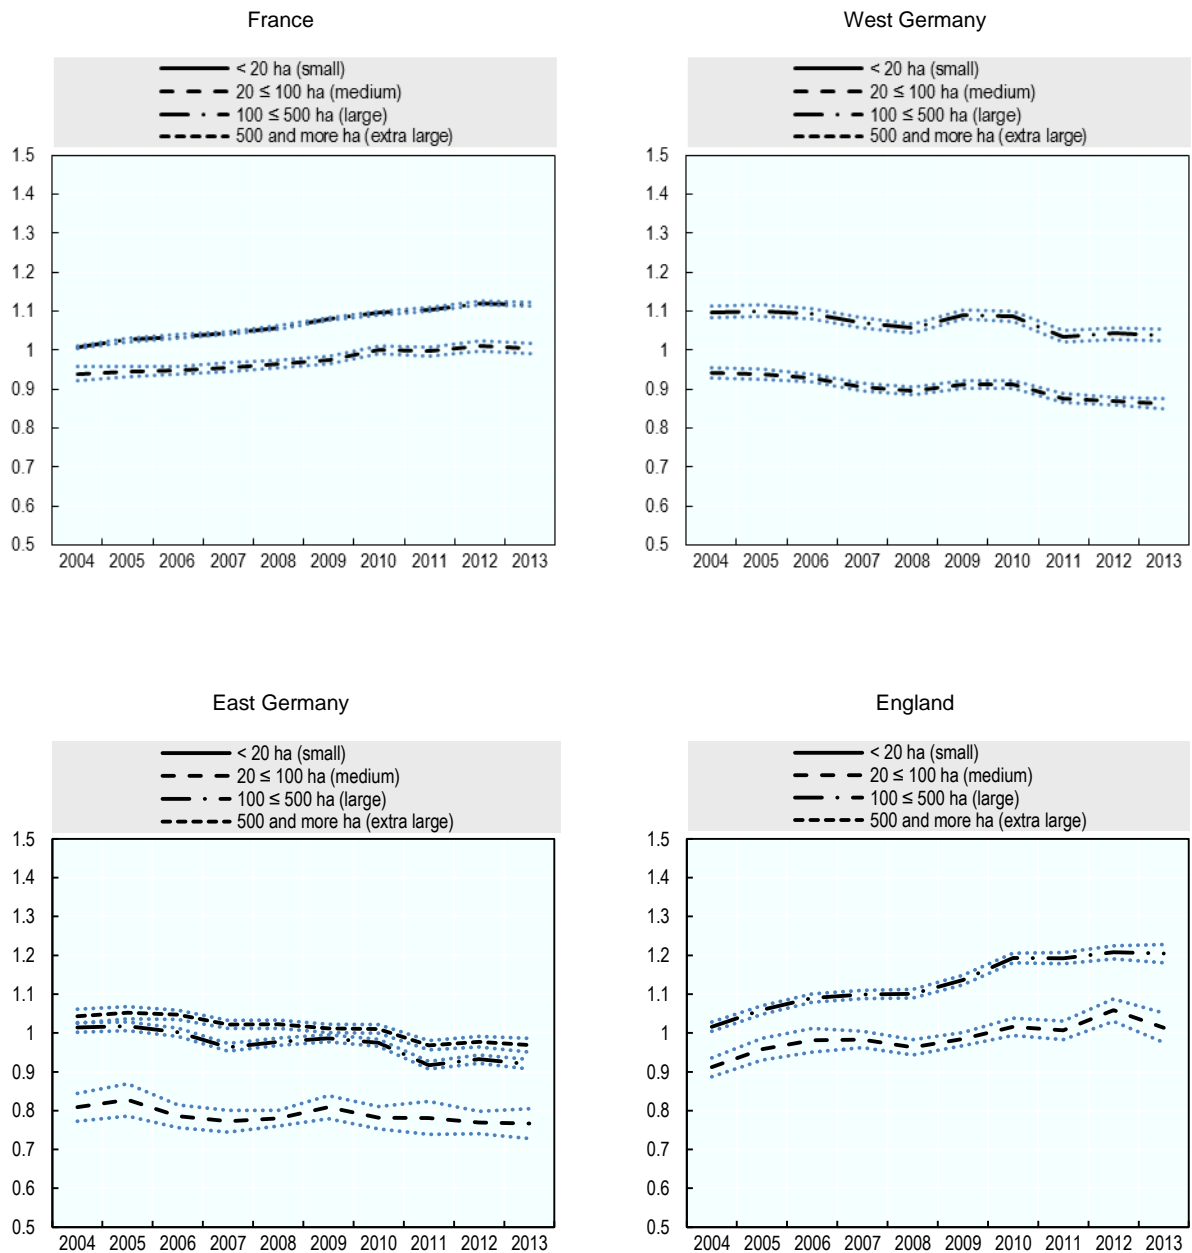 France
< 20 ha (small)
20 ≤ 100 ha (medium)
100 ≤ 500 ha (large)
500 and more ha (extra large)
1.5
1.4
1.3
1.2
1.1
1
0.9
0.8
0.7
0.6
0.5
2004 2005 2006 2007 2008 2009 2010 2011 2012 2013
West Germany
< 20 ha (small)
20 ≤ 100 ha (medium)
100 ≤ 500 ha (large)
500 and more ha (extra large)
1.5
1.4
1.3
1.2
1.1
1
0.9
0.8
0.7
0.6
0.5
2004 2005 2006 2007 2008 2009 2010 2011 2012 2013
East Germany
< 20 ha (small)
20 ≤ 100 ha (medium)
100 ≤ 500 ha (large)
500 and more ha (extra large)
1.5
1.4
1.3
1.2
1.1
1
0.9
0.8
0.7
0.6
0.5
2004 2005 2006 2007 2008 2009 2010 2011 2012 2013
England
< 20 ha (small)
20 ≤ 100 ha (medium)
100 ≤ 500 ha (large)
500 and more ha (extra large)
1.5
1.4
1.3
1.2
1.1
1
0.9
0.8
0.7
0.6
0.5
2004 2005 2006 2007 2008 2009 2010 2011 2012 2013